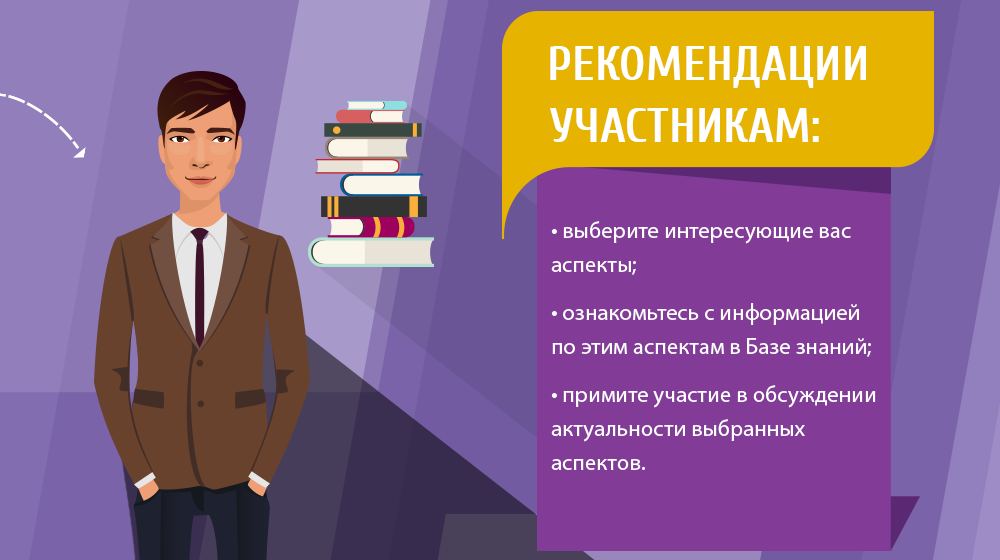 РЕКОМЕНДАЦИИ
УЧАСТНИКАМ:
• выберите интересующие вас
аспекты;
• ознакомьтесь с информацией
по этим аспектам в Базе знаний;
• примите участие в обсуждении
актуальности выбранных
аспектов.